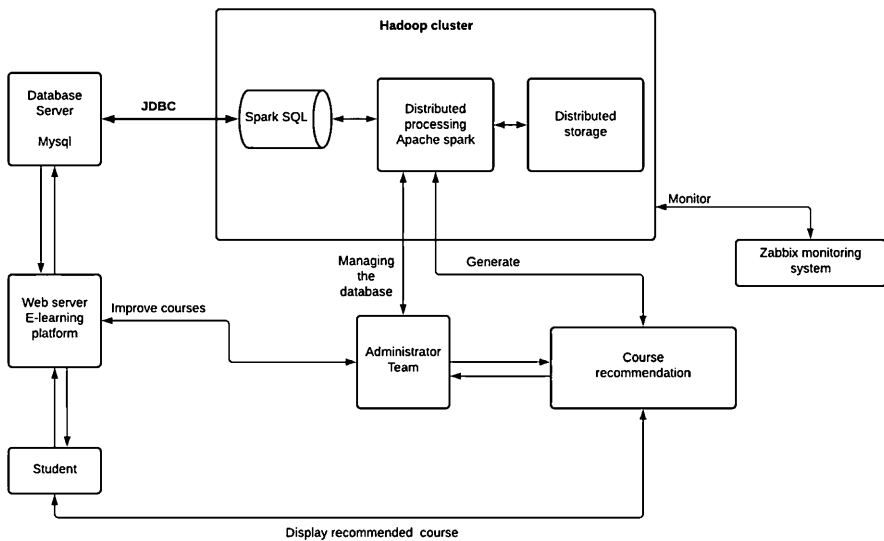 Hadoop cluster
Database
Server
Mysql
JDBC
Spark SQL
Distributed
processing
Apache spark
Distributed
storage
Monitor
Zabbix monitoring
system
Managing
the
database
Generate
Web server
E-learning
platform
Improve courses
Administrator
Team
Course
recommendation
Student
Display recommended course